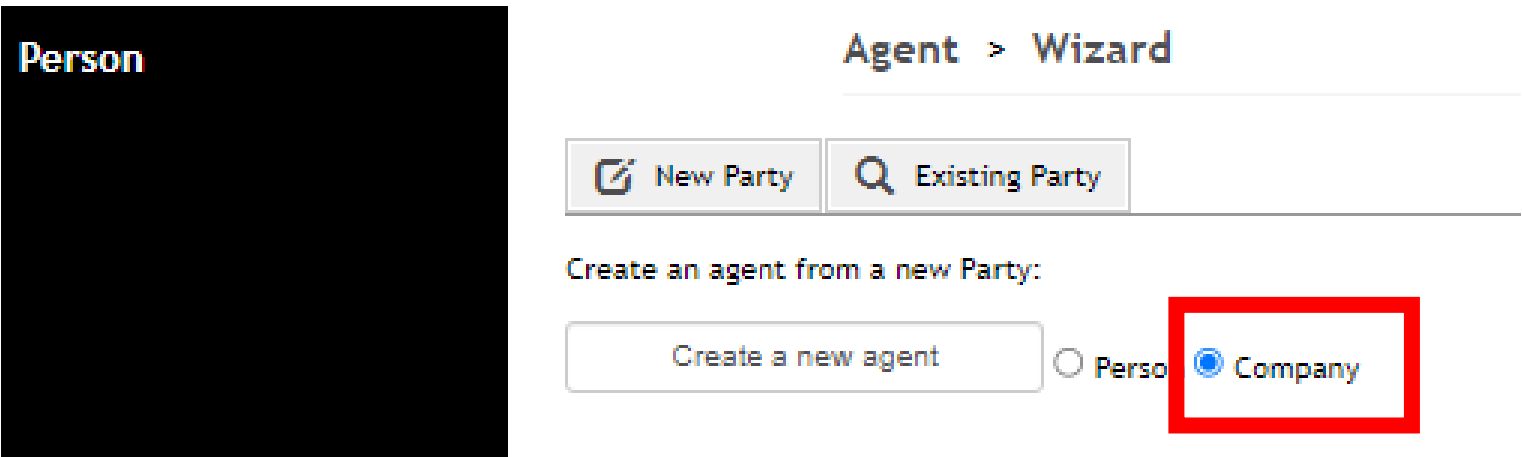 Person
Agent > Wizard
New Party Existing Party
Create an agent from a new Party:
Create a new agent Perso Company